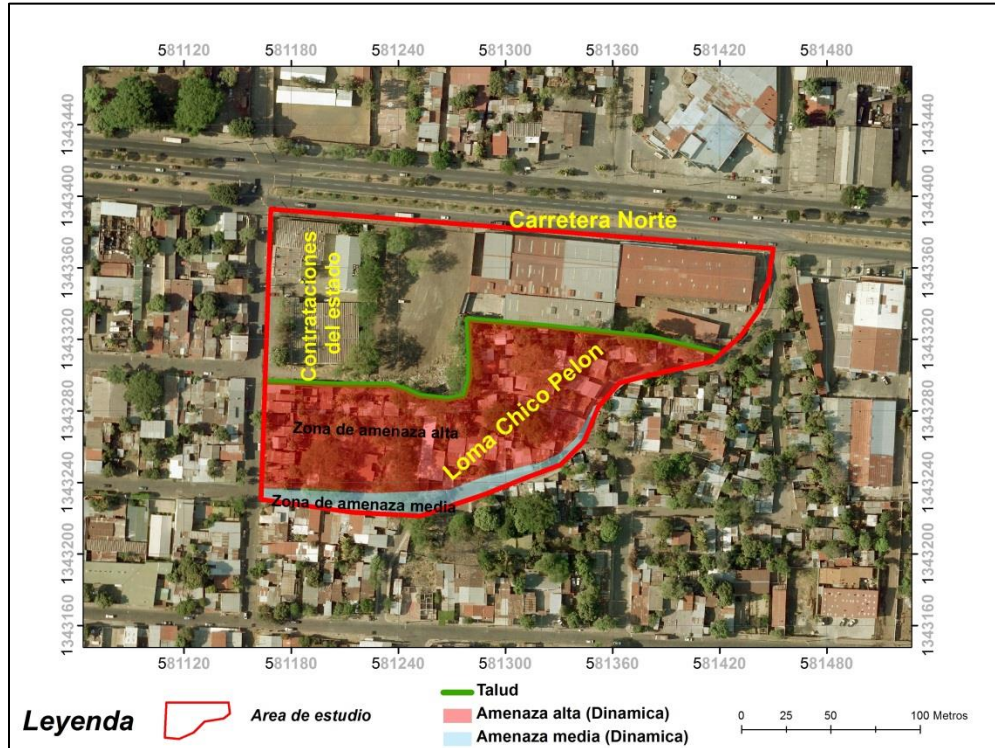 581120 581180 581240 581300 581360 581420 581480
1343440
1343400
1343360
1343320
1343280
1343240
1343200
1343160
1343440
1343400
1343360
1343320
1343280
1343240
1343200
1343160
Carretera Norte
Contrataciones
del estado
Loma Chico Pelon
Zona de amenaza alta
Zona de amenaza media
581120 581180 581240 581300 581360 581420 581480
Leyenda
Area de estudio
Talud
Amenaza alta (Dinamica)
Amenaza media (Dinamica)
0 25 50 100 Metros